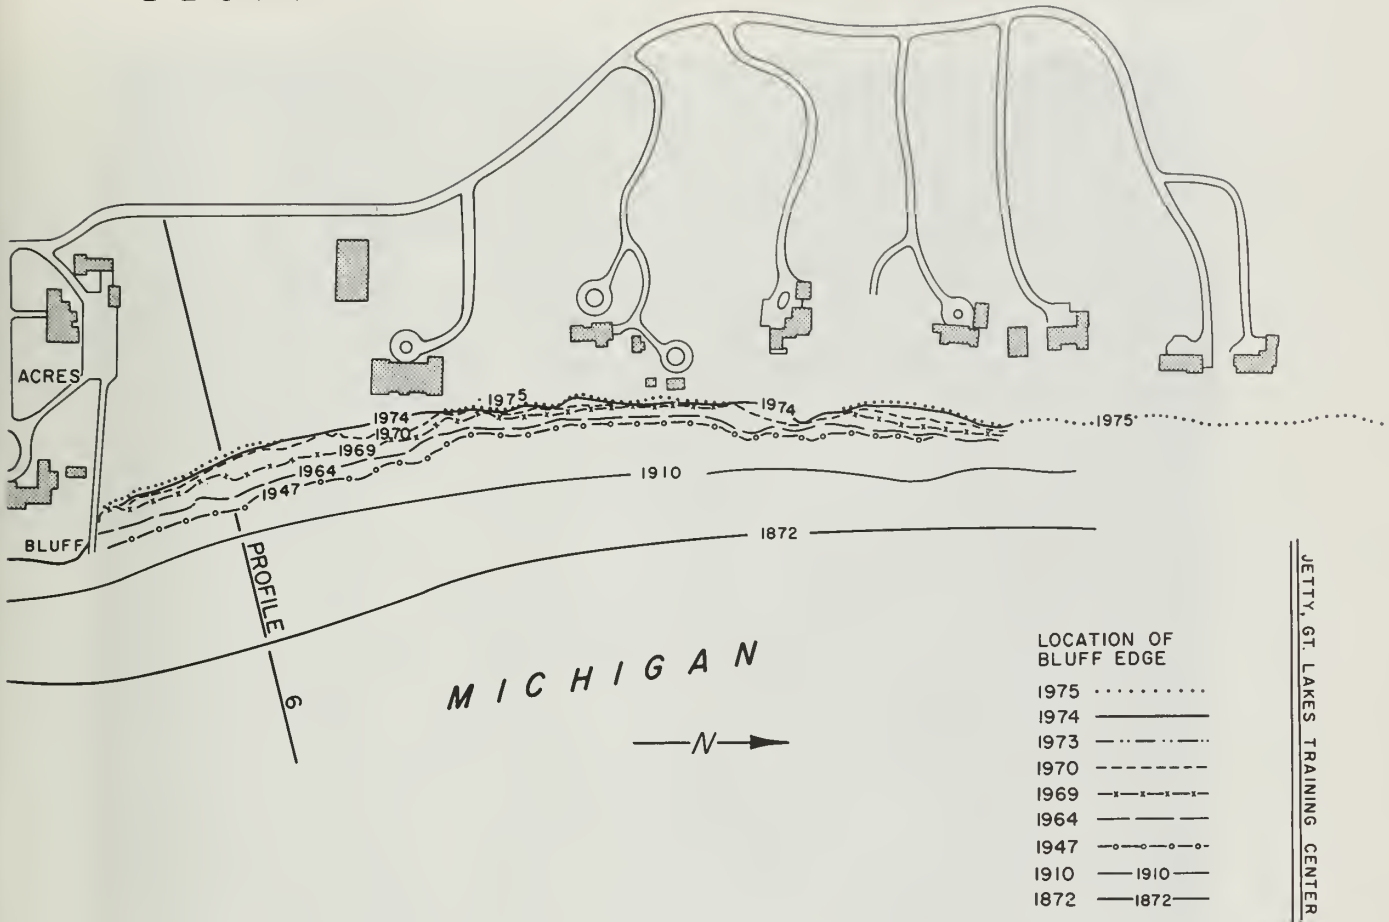 ACRES
BLUFF
1975
1974
1970
1969
1964
1947
1974
1975
1910
1872
PROFILE 6
MICHIGAN
N
LOCATION OF
BLUFF EDGE
1975
1974
1973
1970
1969
1964
1947
1910 1910
1872 1872
JETTY, GT. LAKES TRAINING CENTER